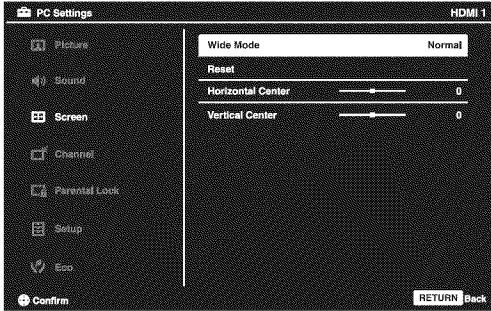 PC Settings
HDMI 1
Picture
Sound
Screen
Channel
Parental Lock
Setup
Eco
Wide Mode Normal
Reset
Horizontal Center 0
Vertical Center 0
Confirm
RETURN Back